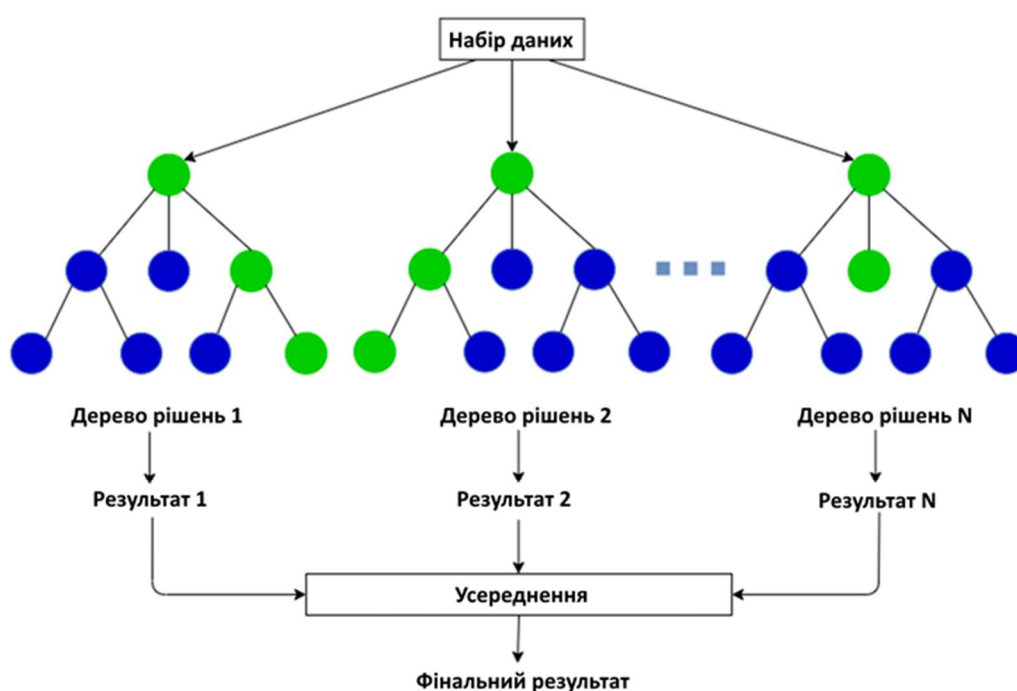 Набір даних
Дерево рішень 1
Дерево рішень 2
Дерево рішень N
Результат 1
Результат 2
Результат N
Усереднення
Фінальний результат